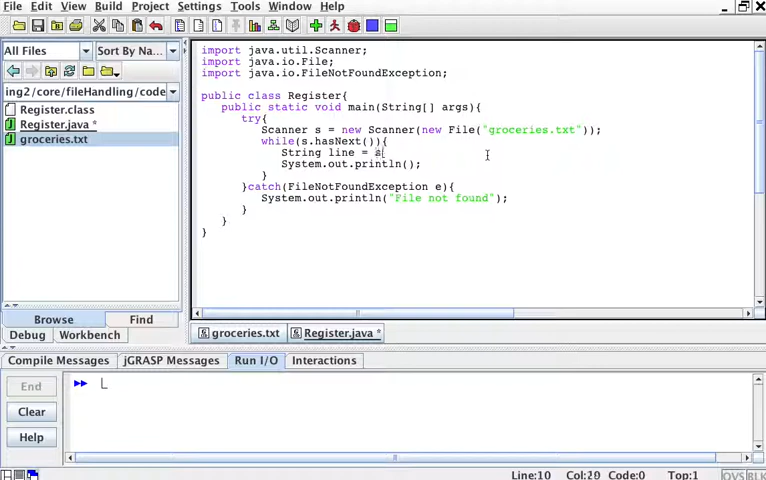 File Edit View Build Project Settings Tools Window Help
All Files Sort By Na...
ing2/core/fileHandling/code
Register.class
Register.java *
groceries.txt
Browse Find
Debug Workbench
import java.util.Scanner;
import java.io.File;
import java.io.FileNotFoundException;
public class Register{
public static void main(String[] args){
try{
Scanner s = new Scanner(new File("groceries.txt"));
while(s.hasNext()){
String line = s
System.out.println();
}
}catch(FileNotFoundException e){
System.out.println("File not found");
}
}
}
groceries.txt Register.java *
Compile Messages jGRASP Messages Run I/O Interactions
End
Clear
Help
Line:10 Col:20 Code:0 Top:1 OVS BLK